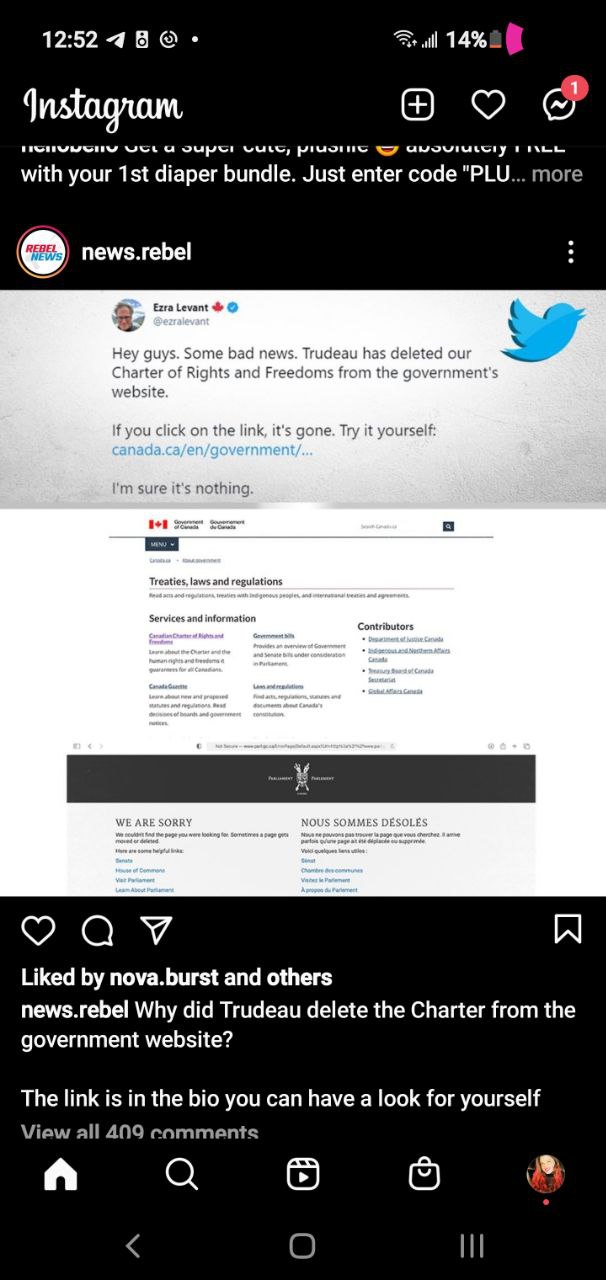 12:52
14%
Instagram
1
hellobello Get a super cute, plushie 😍 absolutely FREE
with your 1st diaper bundle. Just enter code "PLU... more
REBEL
NEWS
news.rebel
Ezra Levant 🍁
@ezralevant
Hey guys. Some bad news. Trudeau has deleted our
Charter of Rights and Freedoms from the government's
website.
If you click on the link, it's gone. Try it yourself:
canada.ca/en/government/...
I'm sure it's nothing.
Government of Canada
Gouvernement du Canada
Search Canada.ca
MENU
Canada.ca
About government
Treaties, laws and regulations
Read acts and regulations, treaties with Indigenous peoples, and international treaties and agreements.
Services and information
Canadian Charter of Rights and
Freedoms
Learn about the Charter and the
human rights and freedoms it
guarantees for all Canadians.
Government bills
Provides an overview of Government
and Senate bills under consideration
in Parliament.
Canada Gazette
Learn about new and proposed
statutes and regulations. Read
decisions of boards and government
notices.
Laws and regulations
Find acts, regulations, statutes and
documents about Canada's
constitution.
Contributors
Department of Justice Canada
Indigenous and Northern Affairs
Canada
Treasury Board of Canada
Secretariat
Global Affairs Canada
Not Secure —
PARLIAMENT
PARLEMENT
WE ARE SORRY
We couldn't find the page you were looking for. Sometimes a page gets
moved or deleted.
Here are some helpful links:
Senate
House of Commons
Visit Parliament
Learn About Parliament
NOUS SOMMES DÉSOLÉS
Nous ne pouvons pas trouver la page que vous cherchez. Il arrive
parfois qu'une page ait été déplacée ou supprimée.
Voici quelques liens utiles :
Sénat
Chambre des communes
Visitez le Parlement
À propos du Parlement
Liked by nova.burst and others
news.rebel Why did Trudeau delete the Charter from the
government website?
The link is in the bio you can have a look for yourself
View all 409 comments